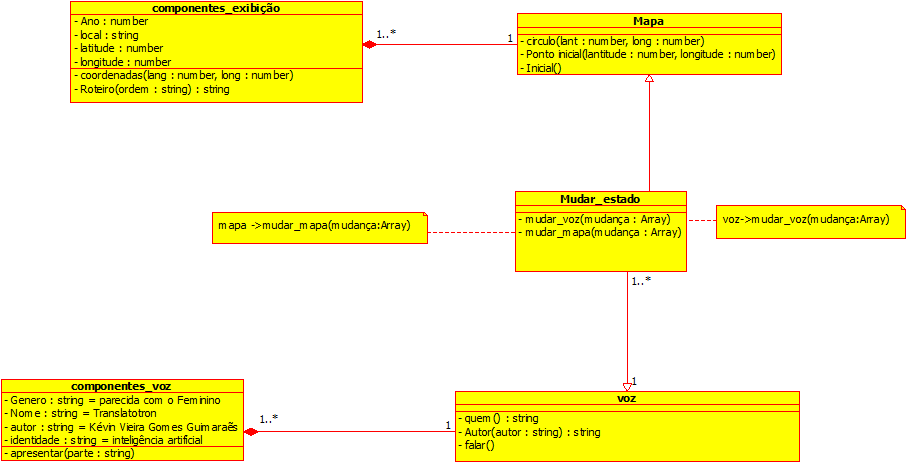 componentes_exibição
- Ano : number
- local : string
- latitude : number
- longitude : number
- coordenadas(lang : number, long : number)
- Roteiro(ordem : string) : string
1..*
1
Mapa
- circulo(lant : number, long : number)
- Ponto inicial(lantitude : number, longitude : number)
- Inicial()
Mudar_estado
- mudar_voz(mudança : Array)
- mudar_mapa(mudança : Array)
mapa ->mudar_mapa(mudança:Array)
voz->mudar_voz(mudança:Array)
1..*
1
componentes_voz
- Genero : string = parecida com o Feminino
- Nome : string = Translatotron
- autor : string = Kévin Vieira Gomes Guimaraẽs
- identidade : string = inteligência artificial
- apresentar(parte : string)
1..*
1
voz
- quem() : string
- Autor(autor : string) : string
- falar()